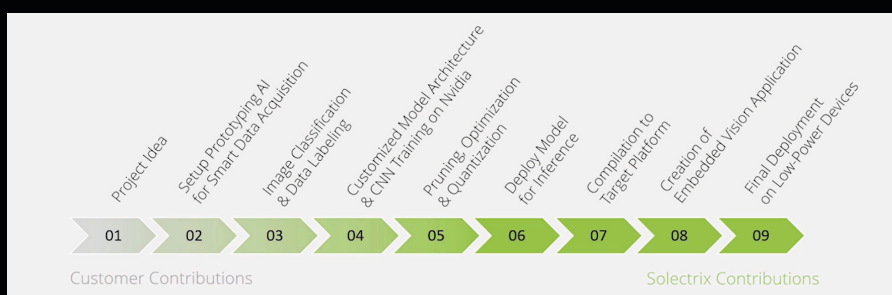 Project Idea
Setup Prototyping AI
for Smart Data Acquisition
Image Classification
& Data Labeling
Customized Model Architecture
& CNN Training on Nvidia
Pruning, Optimization
& Quantization
Deploy Model
for Inference
Compilation to
Target Platform
Creation of
Embedded Vision Application
Final Deployment
on Low-Power Devices
01 02 03 04 05 06 07 08 09
Customer Contributions
Solectrix Contributions